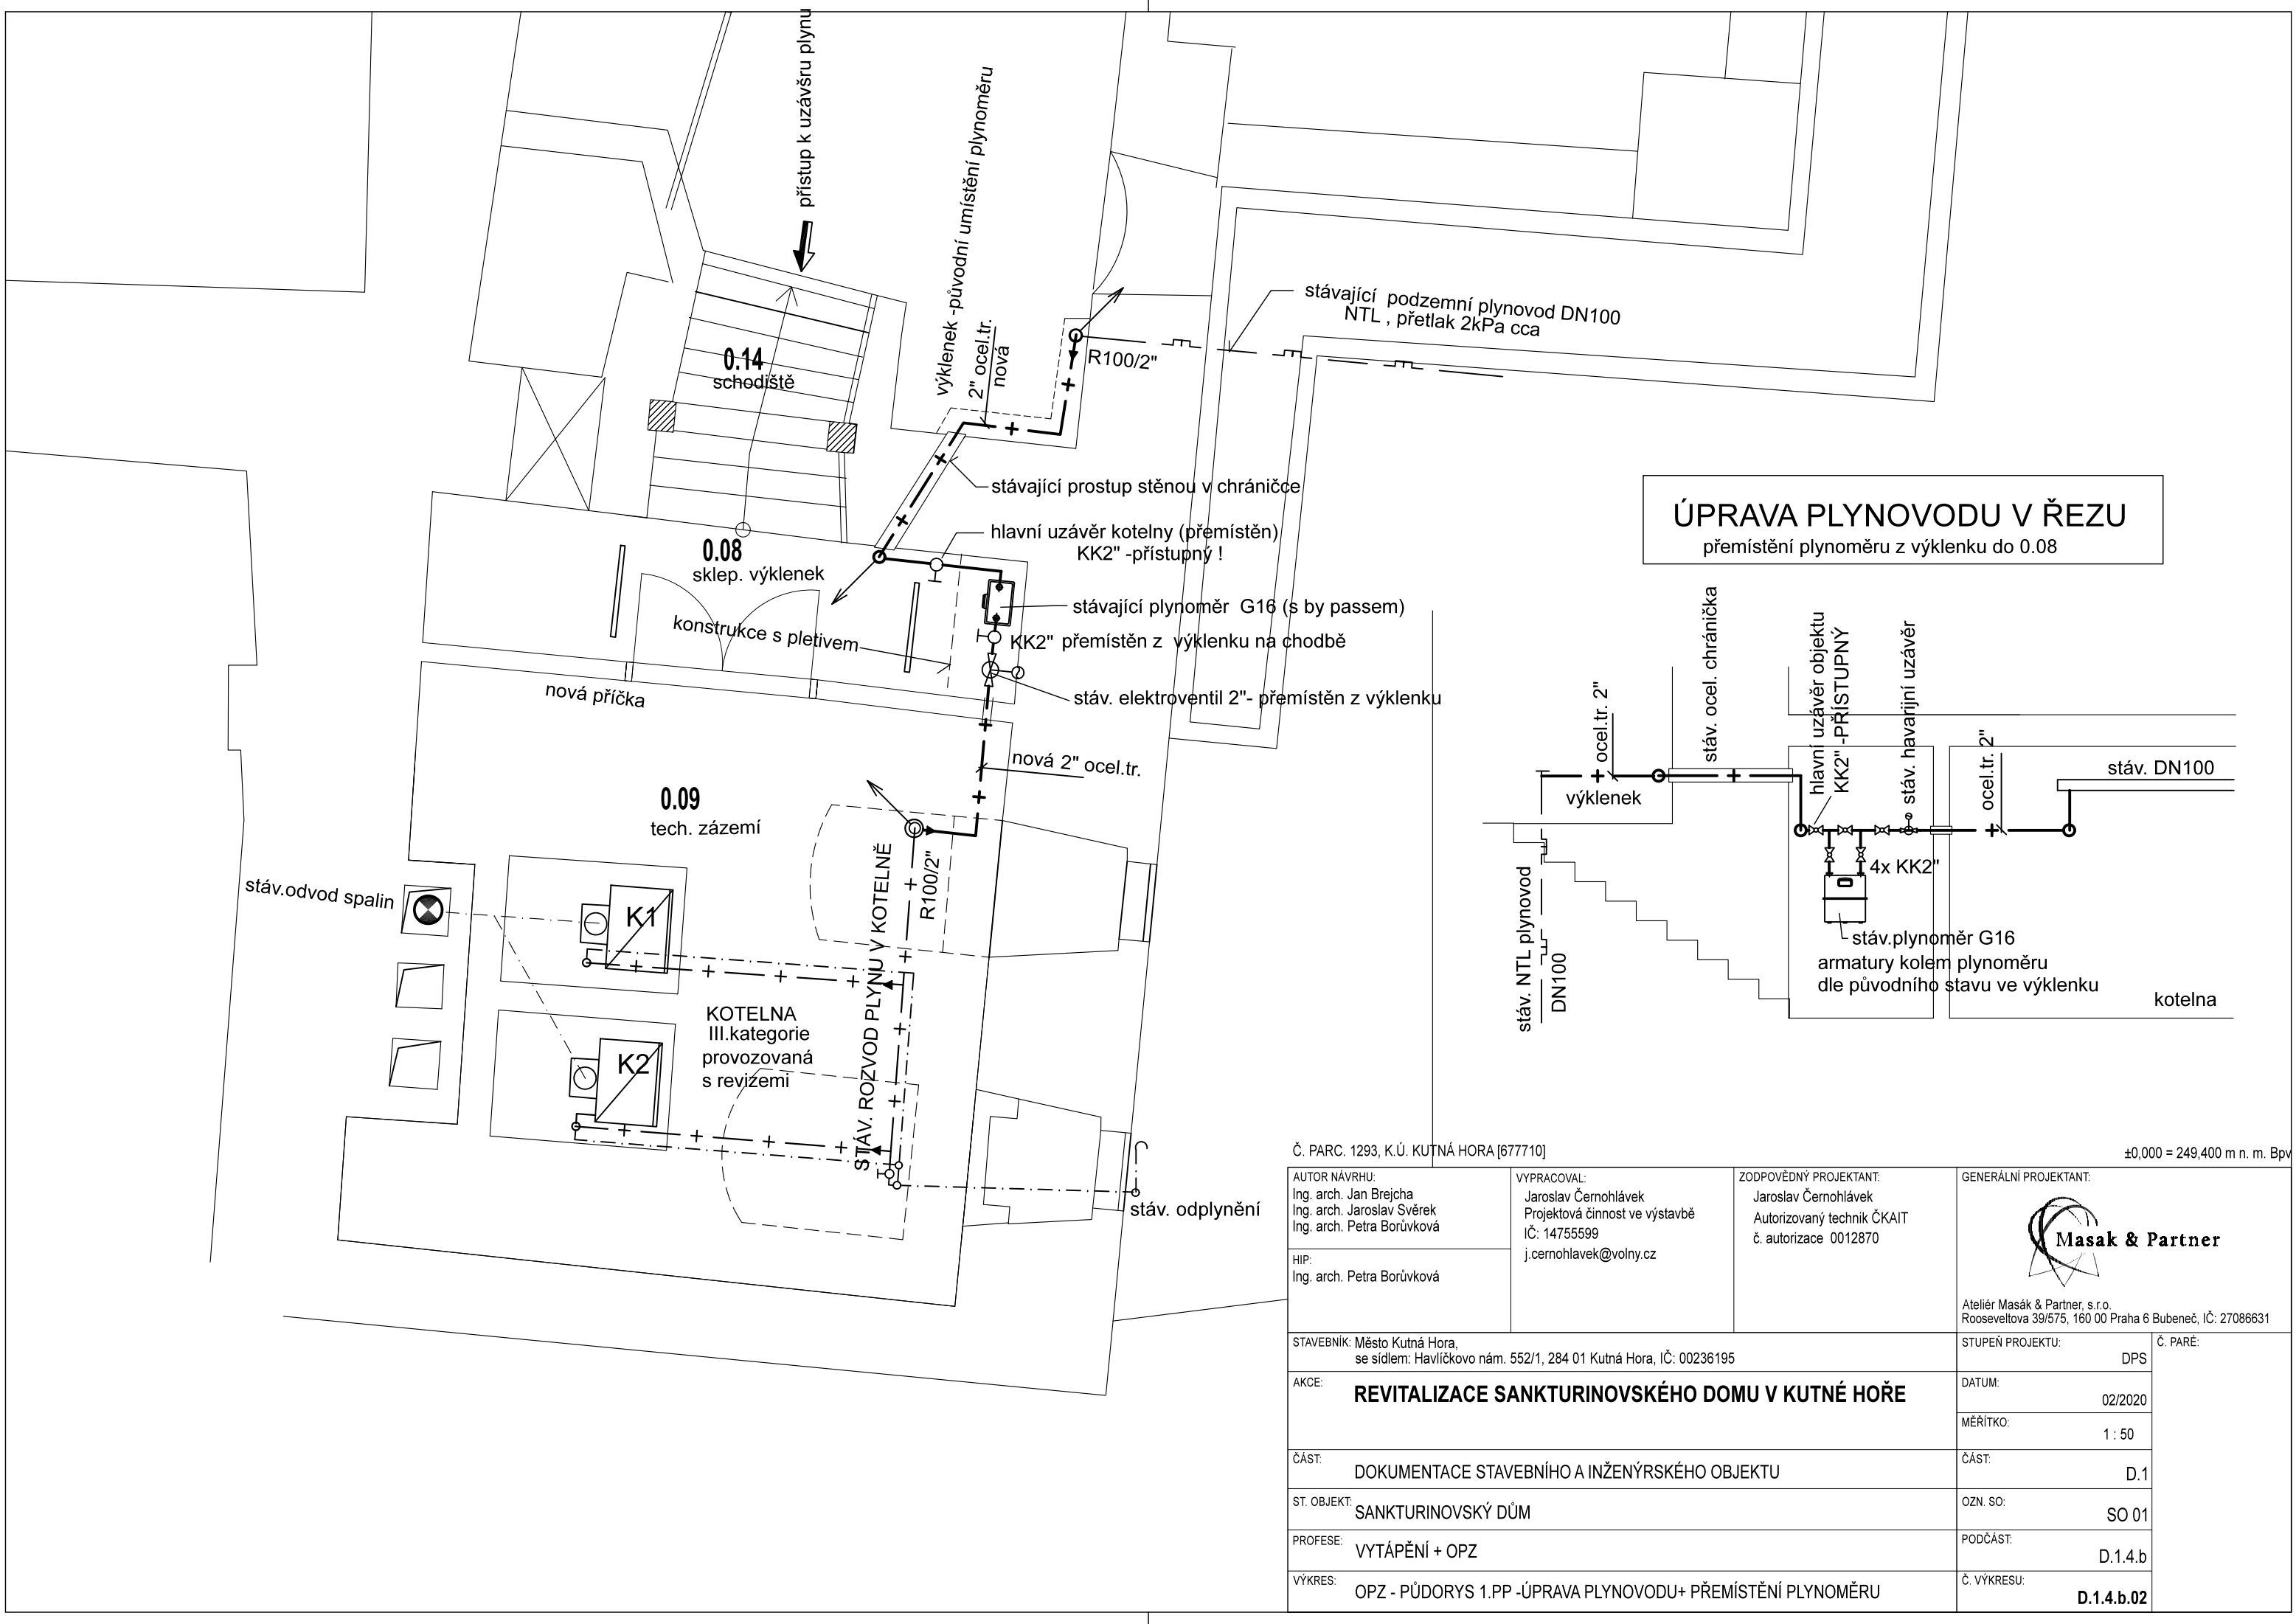 přístup k uzávšru plynu
výklenek -původní umístění plynoměru
2" ocel.tr.
nová
stávající  podzemní plynovod DN100
NTL , přetlak 2kPa cca
R100/2"
0.14
schodiště
stávající prostup stěnou v chráničce
hlavní uzávěr kotelny (přemístěn)
KK2" -přístupný !
0.08
sklep. výklenek
stávající plynoměr  G16 (s by passem)
konstrukce s pletivem
KK2"  přemístěn z  výklenku na chodbě
stáv. elektroventil 2"- přemístěn z výklenku
nová příčka
nová 2" ocel.tr.
0.09
tech. zázemí
R100/2"
STÁV. ROZVOD PLYNU V KOTELNĚ
stáv.odvod spalin
K1
KOTELNA
III.kategorie
provozovaná
s revizemi
K2
stáv. odplynění
ÚPRAVA PLYNOVODU V ŘEZU
přemístění plynoměru z výklenku do 0.08
ocel.tr. 2"
stáv. ocel. chránička
hlavní uzávěr objektu
KK2" -PŘÍSTUPNÝ
stáv. havarijní uzávěr
ocel.tr. 2"
stáv. DN100
výklenek
4x KK2"
stáv. NTL plynovod
DN100
stáv.plynoměr G16
armatury kolem plynoměru
dle původního stavu ve výklenku
kotelna
Č. PARC. 1293, K.Ú. KUTNÁ HORA [677710]
±0,000 = 249,400 m n. m. Bpv
AUTOR NÁVRHU:
Ing. arch. Jan Brejcha
Ing. arch. Jaroslav Svěrek
Ing. arch. Petra Borůvková
HIP:
Ing. arch. Petra Borůvková
VYPRACOVAL:
Jaroslav Černohlávek
Projektová činnost ve výstavbě
IČ: 14755599
j.cernohlavek@volny.cz
ZODPOVĚDNÝ PROJEKTANT:
Jaroslav Černohlávek
Autorizovaný technik ČKAIT
č. autorizace  0012870
GENERÁLNÍ PROJEKTANT:
Masak & Partner
Ateliér Masák & Partner, s.r.o.
Rooseveltova 39/575, 160 00 Praha 6 Bubeneč, IČ: 27086631
STAVEBNÍK: Město Kutná Hora,
se sídlem: Havlíčkovo nám. 552/1, 284 01 Kutná Hora, IČ: 00236195
STUPEŇ PROJEKTU:
DPS
Č. PARÉ:
AKCE:
REVITALIZACE SANKTURINOVSKÉHO DOMU V KUTNÉ HOŘE
DATUM:
02/2020
MĚŘÍTKO:
1 : 50
ČÁST:
DOKUMENTACE STAVEBNÍHO A INŽENÝRSKÉHO OBJEKTU
ČÁST:
D.1
ST. OBJEKT:
SANKTURINOVSKÝ DŮM
OZN. SO:
SO 01
PROFESE:
VYTÁPĚNÍ + OPZ
PODČÁST:
D.1.4.b
VÝKRES:
OPZ - PŮDORYS 1.PP -ÚPRAVA PLYNOVODU+ PŘEMÍSTĚNÍ PLYNOMĚRU
Č. VÝKRESU:
D.1.4.b.02